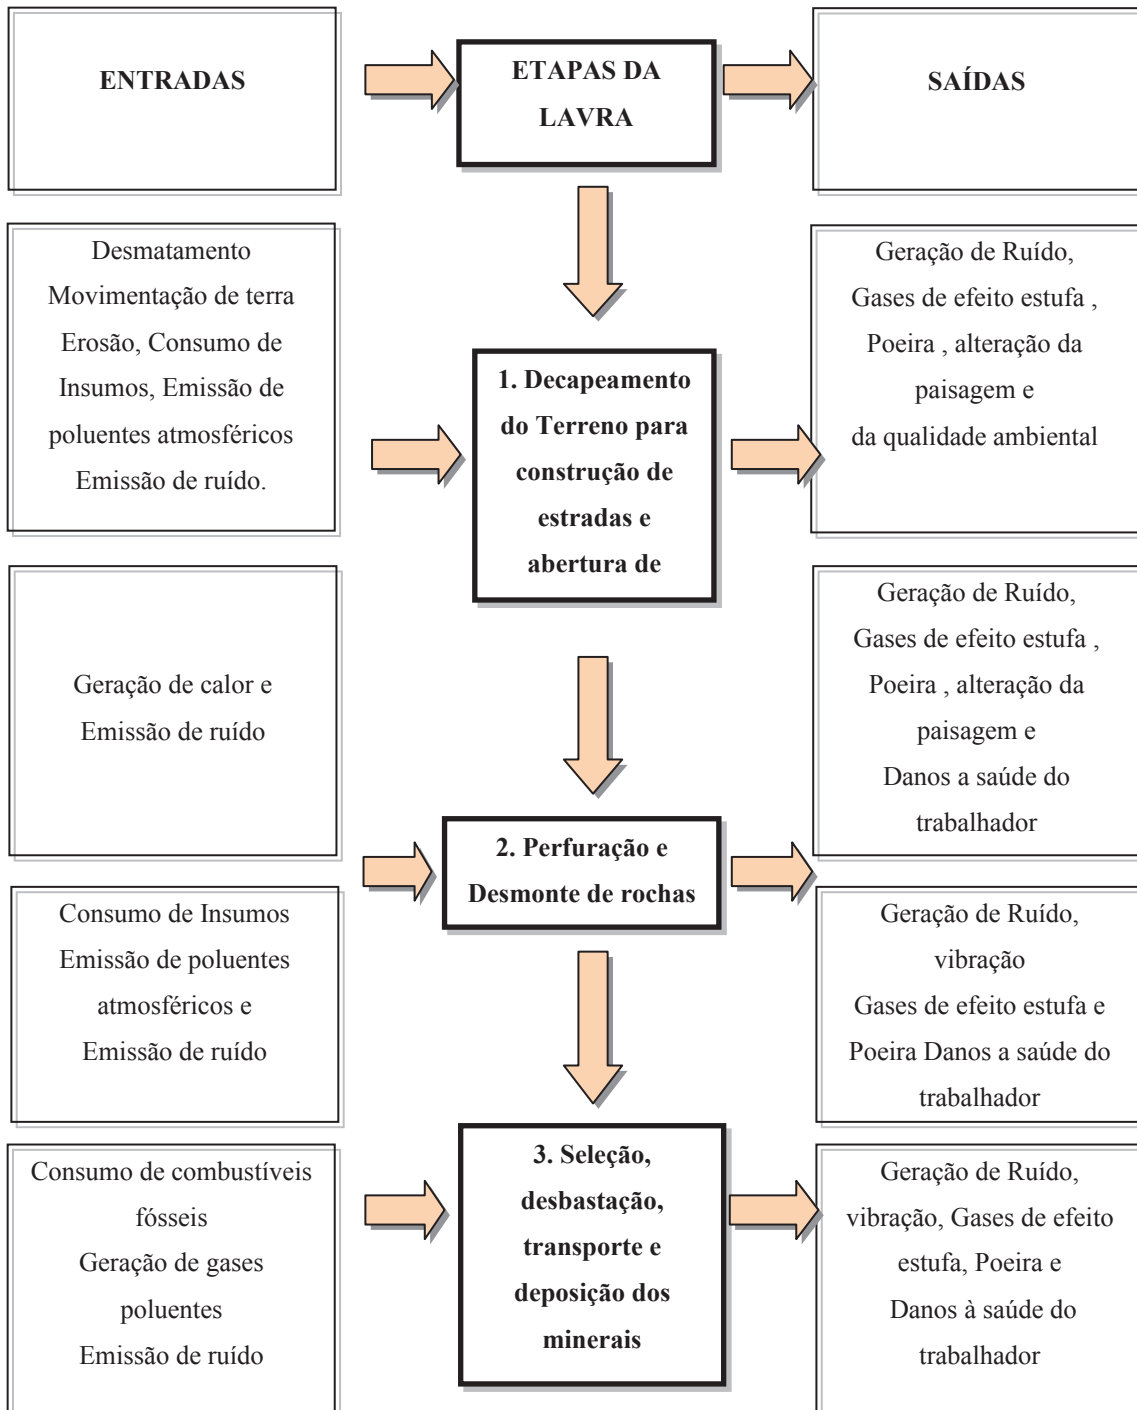 ENTRADAS
ETAPAS DA
LAVRA
SAÍDAS
Desmatamento
Movimentação de terra
Erosão, Consumo de
Insumos, Emissão de
poluentes atmosféricos
Emissão de ruído.
1. Decapeamento
do Terreno para
construção de
estradas e
abertura de
Geração de Ruído,
Gases de efeito estufa ,
Poeira , alteração da
paisagem e
da qualidade ambiental
Geração de calor e
Emissão de ruído
Geração de Ruído,
Gases de efeito estufa ,
Poeira , alteração da
paisagem e
Danos a saúde do
trabalhador
2. Perfuração e
Desmonte de rochas
Consumo de Insumos
Emissão de poluentes
atmosféricos e
Emissão de ruído
Geração de Ruído,
vibração
Gases de efeito estufa e
Poeira Danos a saúde do
trabalhador
Consumo de combustíveis
fósseis
Geração de gases
poluentes
Emissão de ruído
3. Seleção,
desbastação,
transporte e
deposição dos
minerais
Geração de Ruído,
vibração, Gases de efeito
estufa, Poeira e
Danos à saúde do
trabalhador